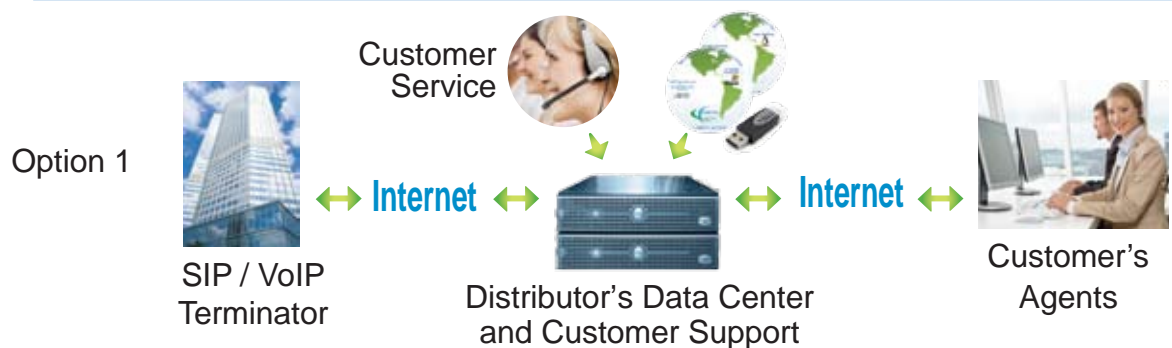 Customer
Service
Option 1
Internet
Internet
SIP / VoIP
Terminator
Distributor's Data Center
and Customer Support
Customer's
Agents